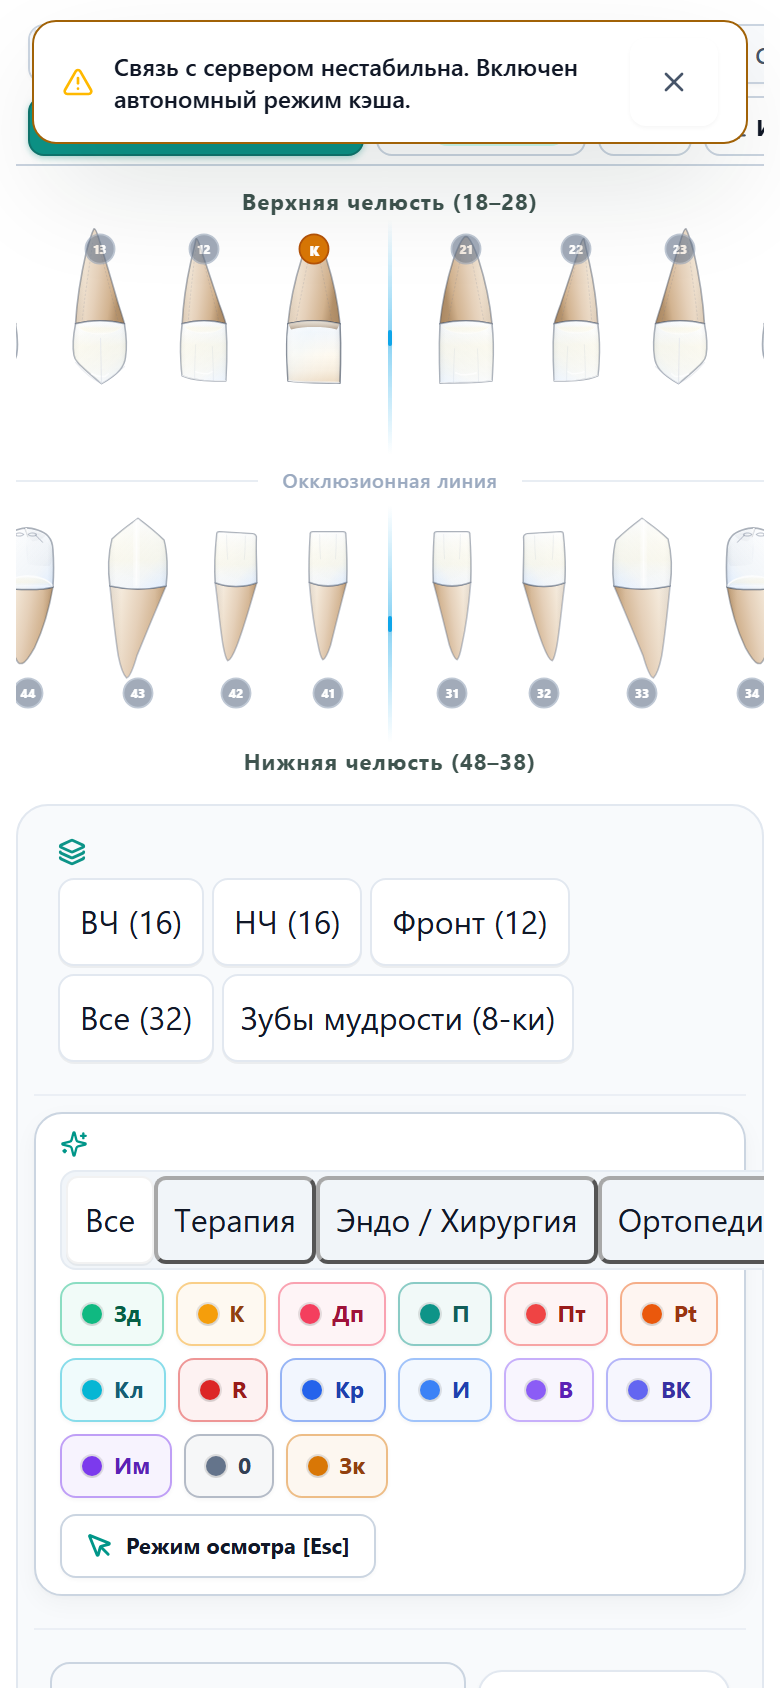 Связь с сервером нестабильна. Включен
автономный режим кэша.
Верхняя челюсть (18–28)
13 12 К 21 22 23
Окклюзионная линия
44 43 42 41 31 32 33 34
Нижняя челюсть (48–38)
ВЧ (16) НЧ (16) Фронт (12)
Все (32) Зубы мудрости (8-ки)
Все Терапия Эндо / Хирургия Ортопеди
Зд К Дп П Пт Pt
Кл R Кр И В ВК
Им 0 Зк
Режим осмотра [Esc]